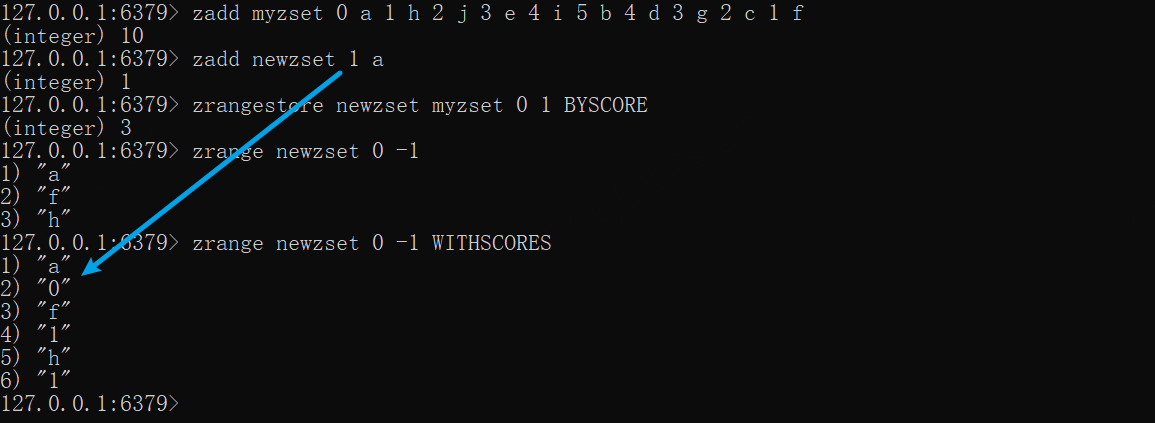 127.0.0.1:6379> zadd myzset 0 a 1 h 2 j 3 e 4 i 5 b 4 d 3 g 2 c 1 f
(integer) 10
127.0.0.1:6379> zadd newzset 1 a
(integer) 1
127.0.0.1:6379> zrangestore newzset myzset 0 1 BYSCORE
(integer) 3
127.0.0.1:6379> zrange newzset 0 -1
1) "a"
2) "f"
3) "h"
127.0.0.1:6379> zrange newzset 0 -1 WITHSCORES
1) "a"
2) "0"
3) "f"
4) "1"
5) "h"
6) "1"
127.0.0.1:6379>